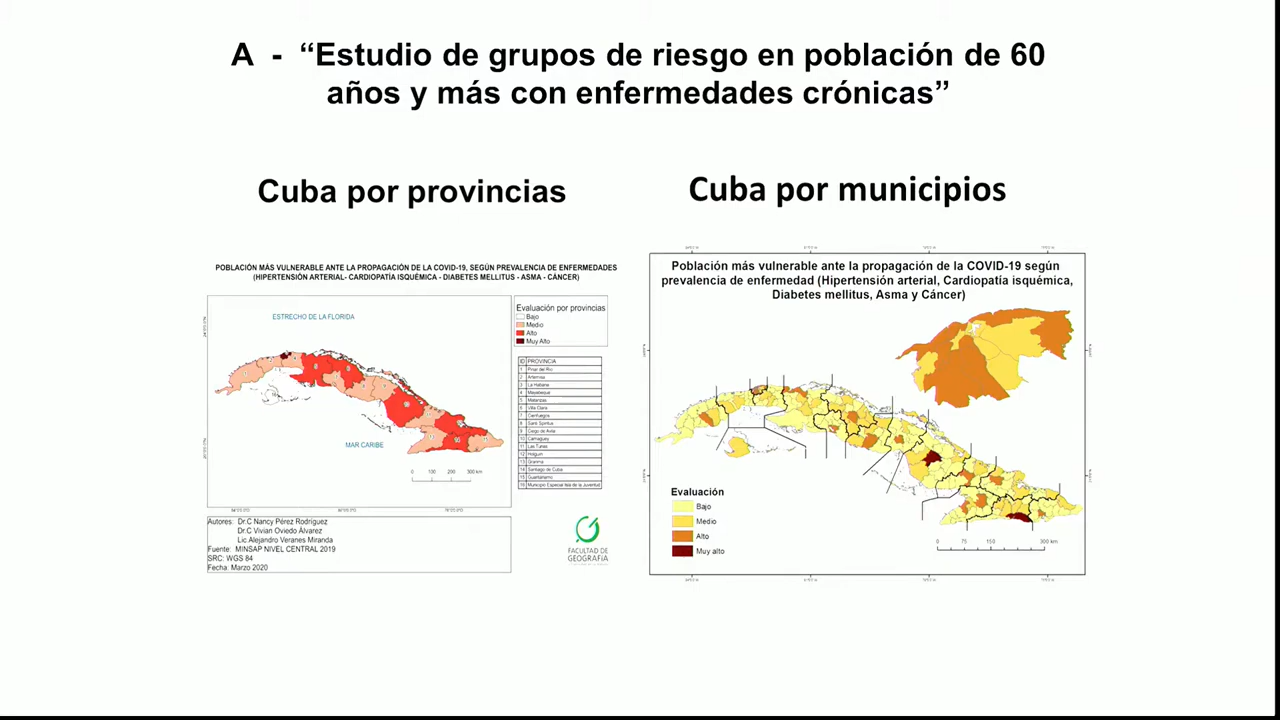 A - “Estudio de grupos de riesgo en población de 60
años y más con enfermedades crónicas”
Cuba por provincias
Cuba por municipios
POBLACIÓN MÁS VULNERABLE ANTE LA PROPAGACIÓN DE LA COVID-19, SEGÚN PREVALENCIA DE ENFERMEDADES
(HIPERTENSIÓN ARTERIAL- CARDIOPATÍA ISQUÉMICA - DIABETES MELLITUS - ASMA - CÁNCER)
ESTRECHO DE LA FLORIDA
MAR CARIBE
0 100 200 300 km
Evaluación por provincias
Bajo
Medio
Alto
Muy Alto
ID PROVINCIA
1 Pinar del Río
2 Artemisa
3 La Habana
4 Mayabeque
5 Matanzas
6 Villa Clara
7 Cienfuegos
8 Sancti Spíritus
9 Ciego de Avila
10 Camagüey
11 Las Tunas
12 Holguín
13 Granma
14 Santiago de Cuba
15 Guantánamo
16 Municipio Especial Isla de la Juventud
Autores: Dr.C Nancy Pérez Rodríguez
Dr.C Vivian Oviedo Álvarez
Lic Alejandro Veranes Miranda
Fuente: MINSAP NIVEL CENTRAL 2019
SRC: WGS 84
Fecha: Marzo 2020
FACULTAD DE
GEOGRAFÍA
Población más vulnerable ante la propagación de la COVID-19 según
prevalencia de enfermedad (Hipertensión arterial, Cardiopatía isquémica,
Diabetes mellitus, Asma y Cáncer)
Evaluación
Bajo
Medio
Alto
Muy alto
0 75 150 300 km